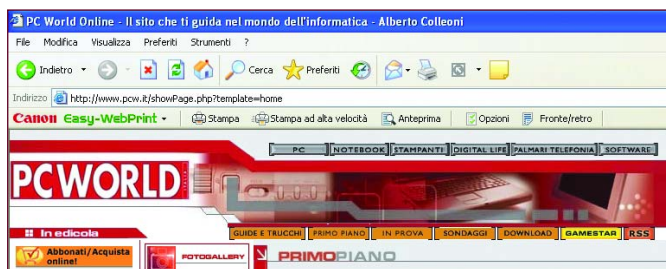 PC World Online - Il sito che ti guida nel mondo dell'informatica - Alberto Colleoni
File Modifica Visualizza Preferiti Strumenti ?
Indietro Cerca Preferiti
Indirizzo http://www.pcw.it/showPage.php?template=home
Canon Easy-WebPrint Stampa Stampa ad alta velocità Anteprima Opzioni Fronte/retro
PC NOTEBOOK STAMPANTI DIGITAL LIFE PALMARI TELEFONIA SOFTWARE
PCWORLD
In edicola GUIDE E TRUCCHI PRIMO PIANO IN PROVA SONDAGGI DOWNLOAD GAMESTAR RSS
Abbonati/Acquista online! FOTOGALLERY PRIMOPIANO